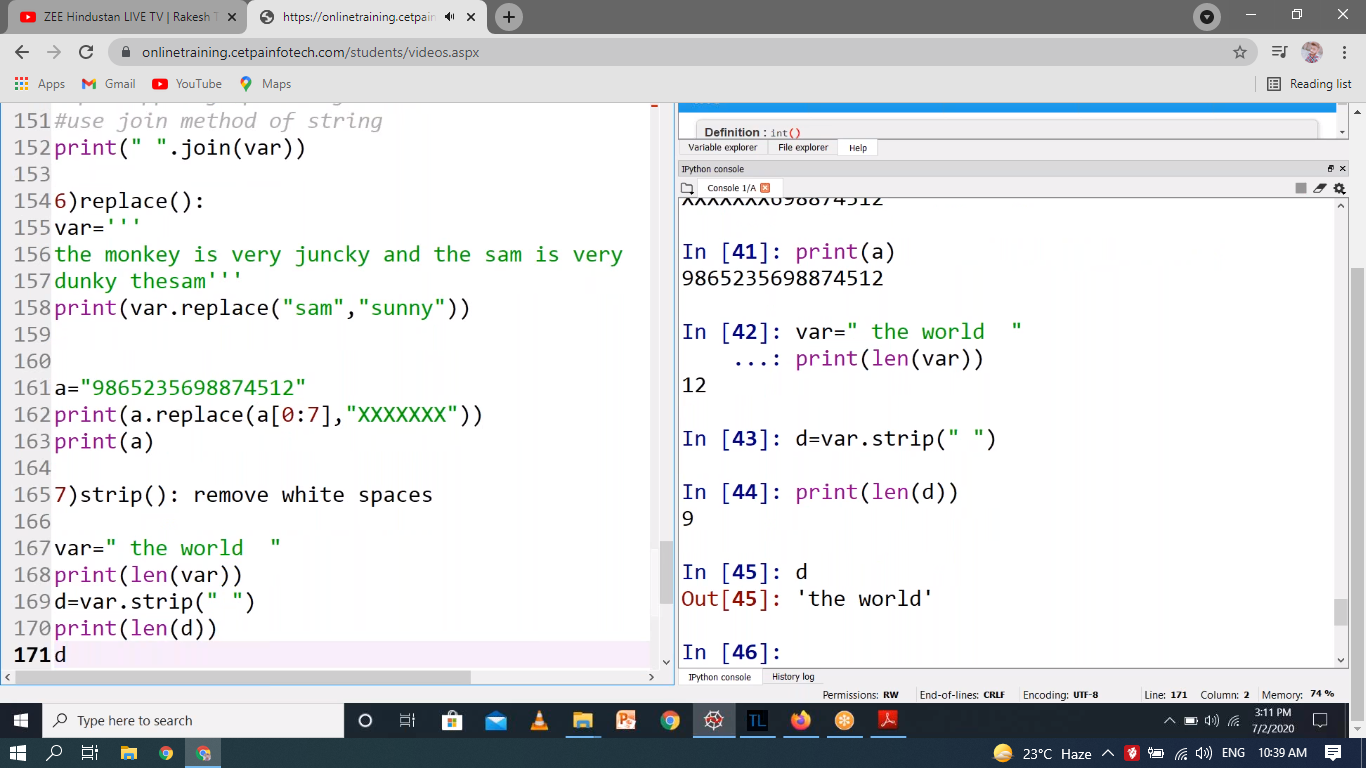 ZEE Hindustan LIVE TV | Rakesh T
https://onlinetraining.cetpain
onlinetraining.cetpainfotech.com/students/videos.aspx
Apps Gmail YouTube Maps Reading list
151 #use join method of string
152 print(" ".join(var))
153
154 6)replace():
155 var='''
156 the monkey is very juncky and the sam is very
157 dunky thesam'''
158 print(var.replace("sam","sunny"))
159
160
161 a="9865235698874512"
162 print(a.replace(a[0:7],"XXXXXXX"))
163 print(a)
164
165 7)strip(): remove white spaces
166
167 var=" the world  "
168 print(len(var))
169 d=var.strip(" ")
170 print(len(d))
171 d
Definition : int()
Variable explorer File explorer Help
IPython console
Console 1/A
XXXXXXX698874512
In [41]: print(a)
9865235698874512
In [42]: var=" the world  "
...: print(len(var))
12
In [43]: d=var.strip(" ")
In [44]: print(len(d))
9
In [45]: d
Out[45]: 'the world'
In [46]:
IPython console History log
Permissions: RW End-of-lines: CRLF Encoding: UTF-8 Line: 171 Column: 2 Memory: 74 %
Type here to search
TL
3:11 PM
7/2/2020
23°C Haze ENG 10:39 AM